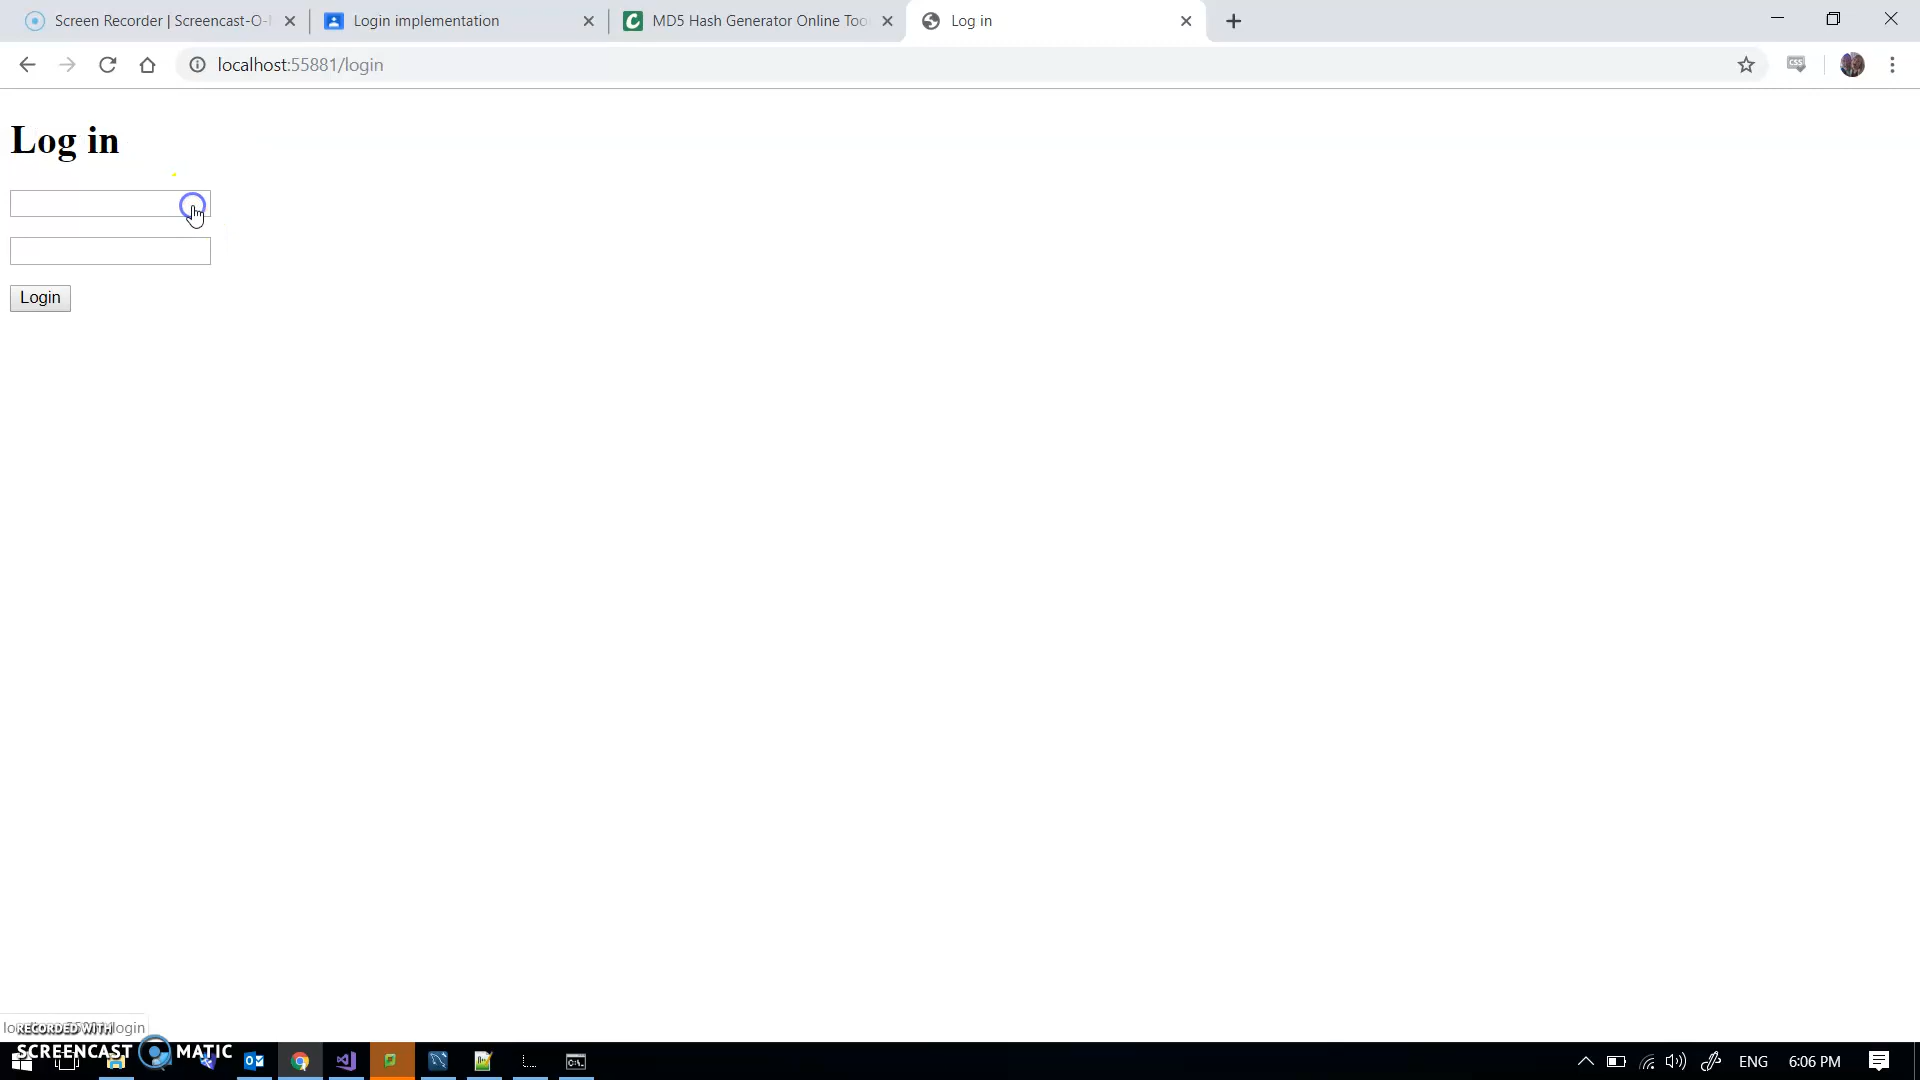 Screen Recorder | Screencast-O-
Login implementation
MD5 Hash Generator Online Too
Log in
localhost:55881/login
Log in
Login
login
RECORDED WITH
SCREENCAST MATIC
ENG
6:06 PM